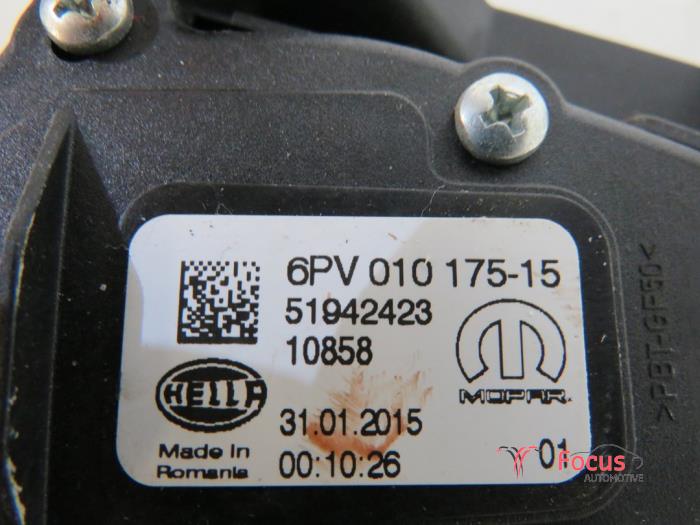 6PV 010 175-15
51942423
10858
HELLA
MOPAR
31.01.2015
Made In
Romania
00:10:26
01
>PBT-GF50<
Focus
AUTOMOTIVE